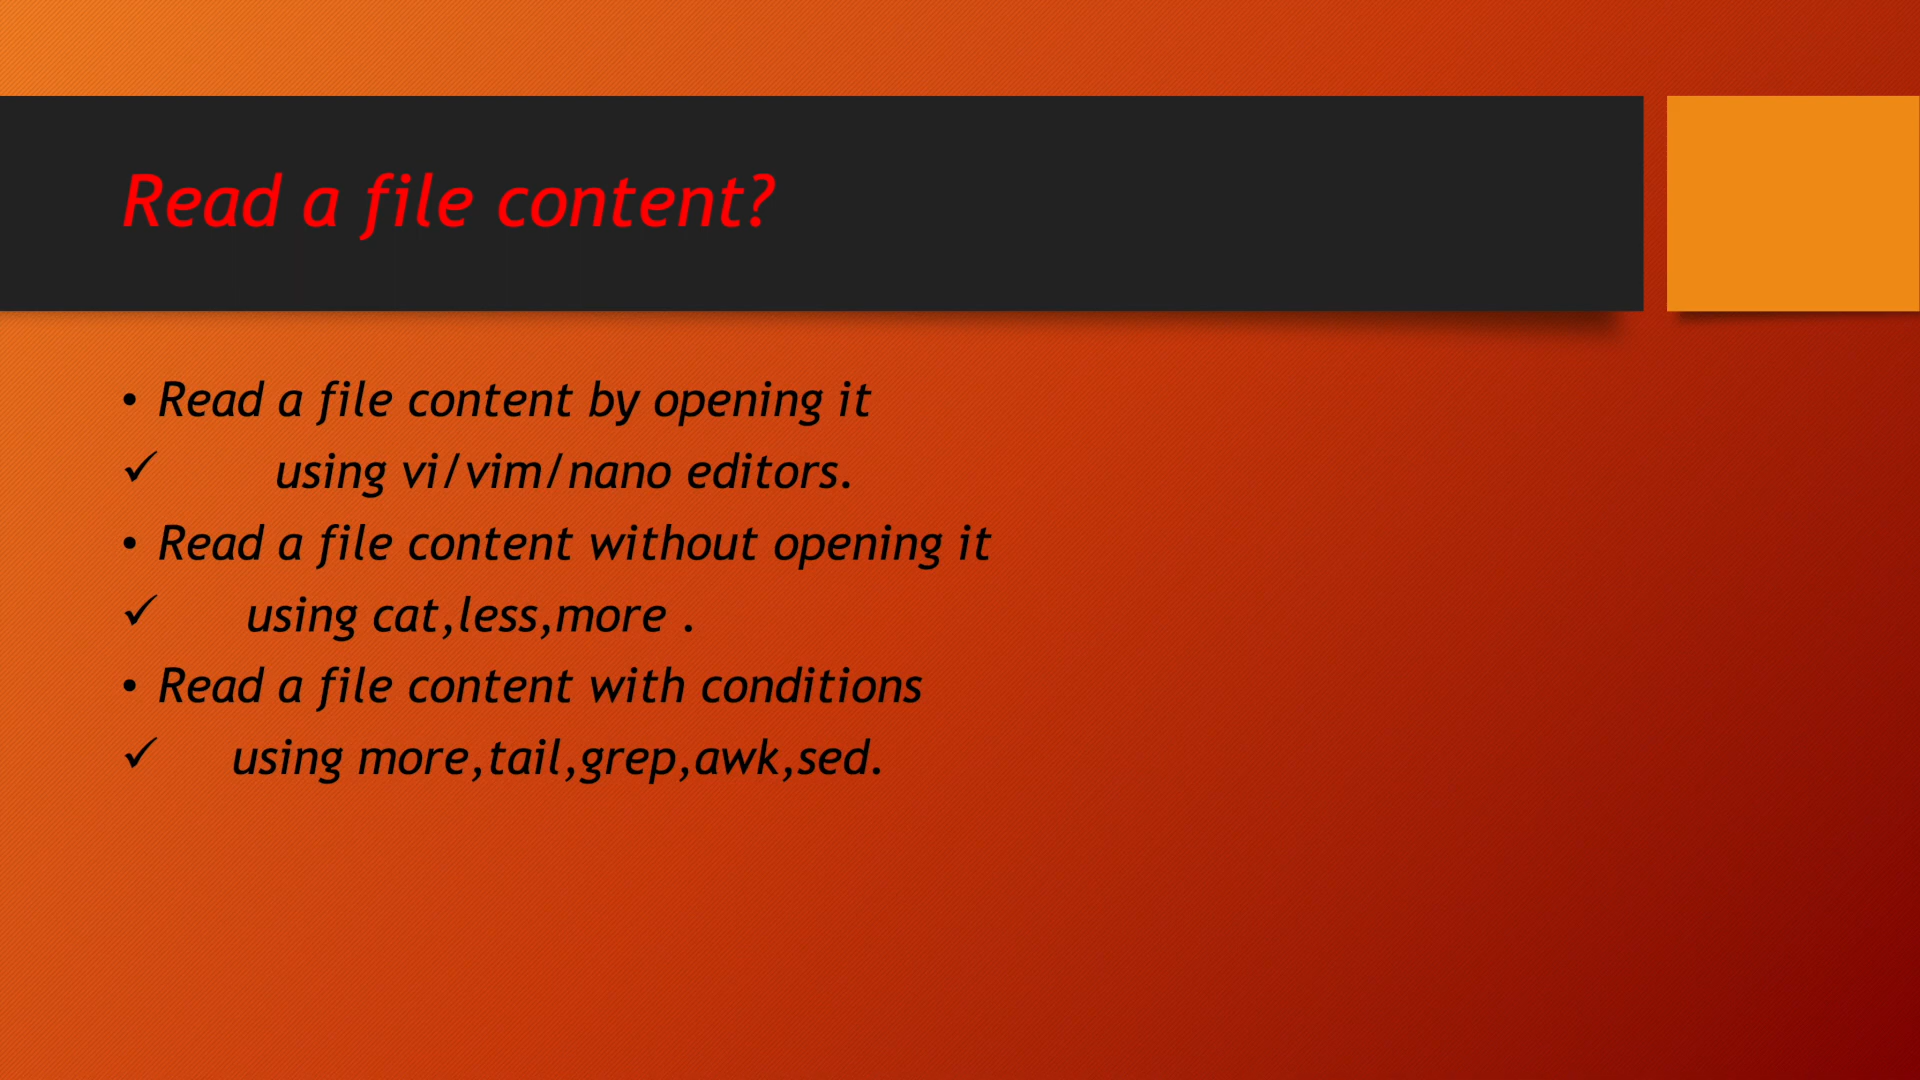 Read a file content?
• Read a file content by opening it
✓ using vi/vim/nano editors.
• Read a file content without opening it
✓ using cat,less,more .
• Read a file content with conditions
✓ using more,tail,grep,awk,sed.